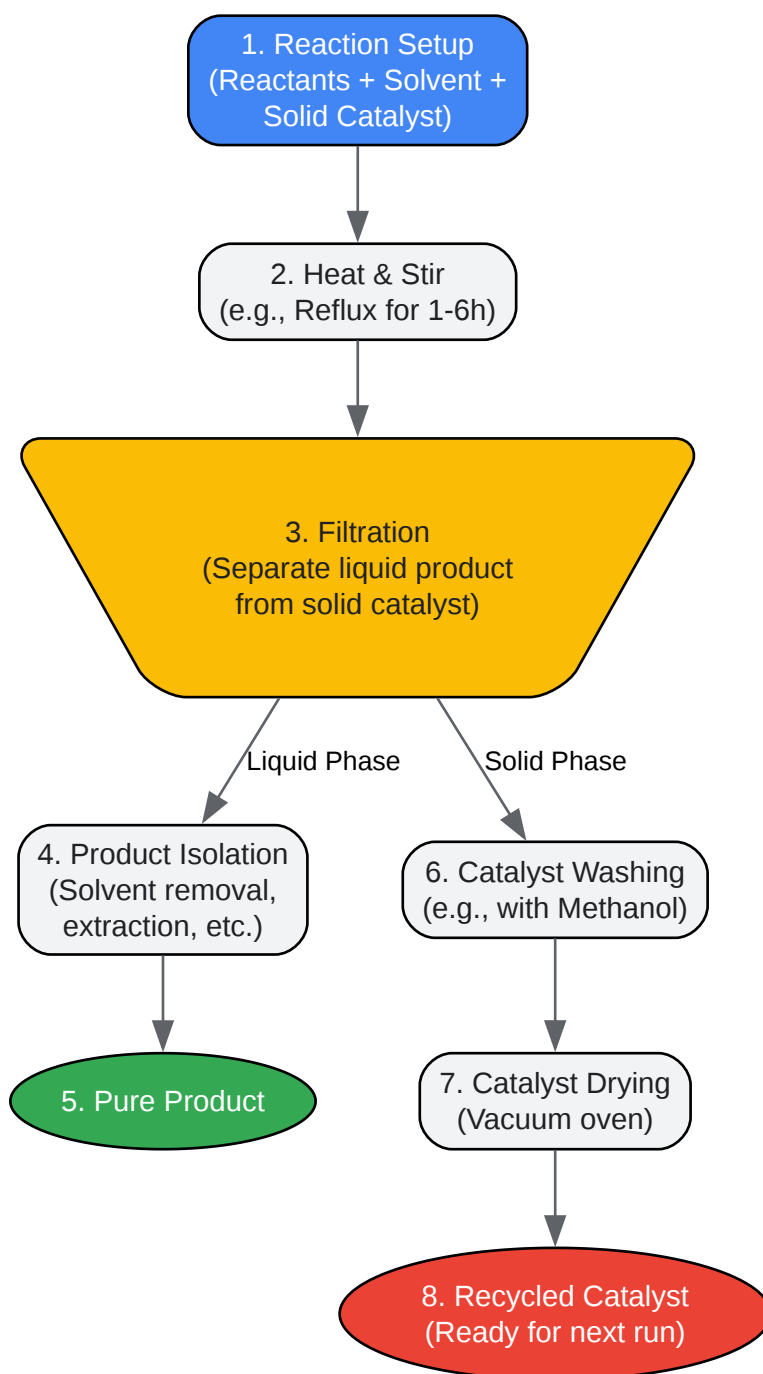 1. Reaction Setup
(Reactants + Solvent +
Solid Catalyst)
2. Heat & Stir
(e.g., Reflux for 1-6h)
3. Filtration
(Separate liquid product
from solid catalyst)
Liquid Phase
Solid Phase
4. Product Isolation
(Solvent removal,
extraction, etc.)
5. Pure Product
6. Catalyst Washing
(e.g., with Methanol)
7. Catalyst Drying
(Vacuum oven)
8. Recycled Catalyst
(Ready for next run)